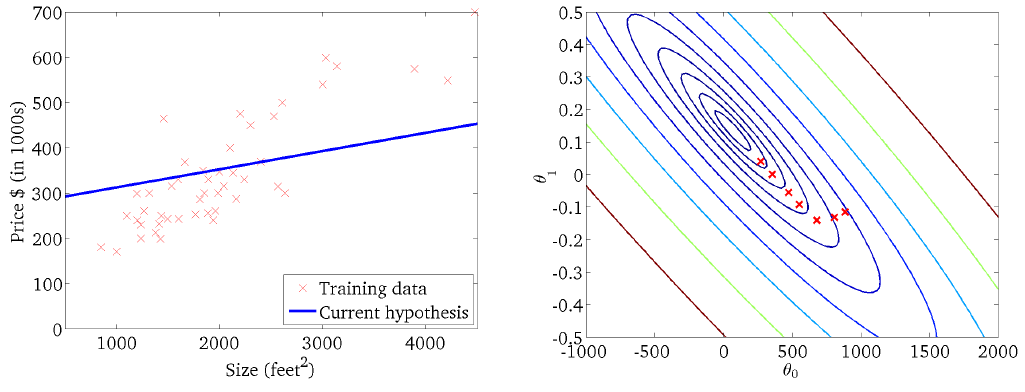 700
600
500
400
300
200
100
0
Price $ (in 1000s)
1000 2000 3000 4000
Size (feet²)
Training data
Current hypothesis
0.5
0.4
0.3
0.2
0.1
0
-0.1
-0.2
-0.3
-0.4
-0.5
θ₁
-1000 -500 0 500 1000 1500 2000
θ₀